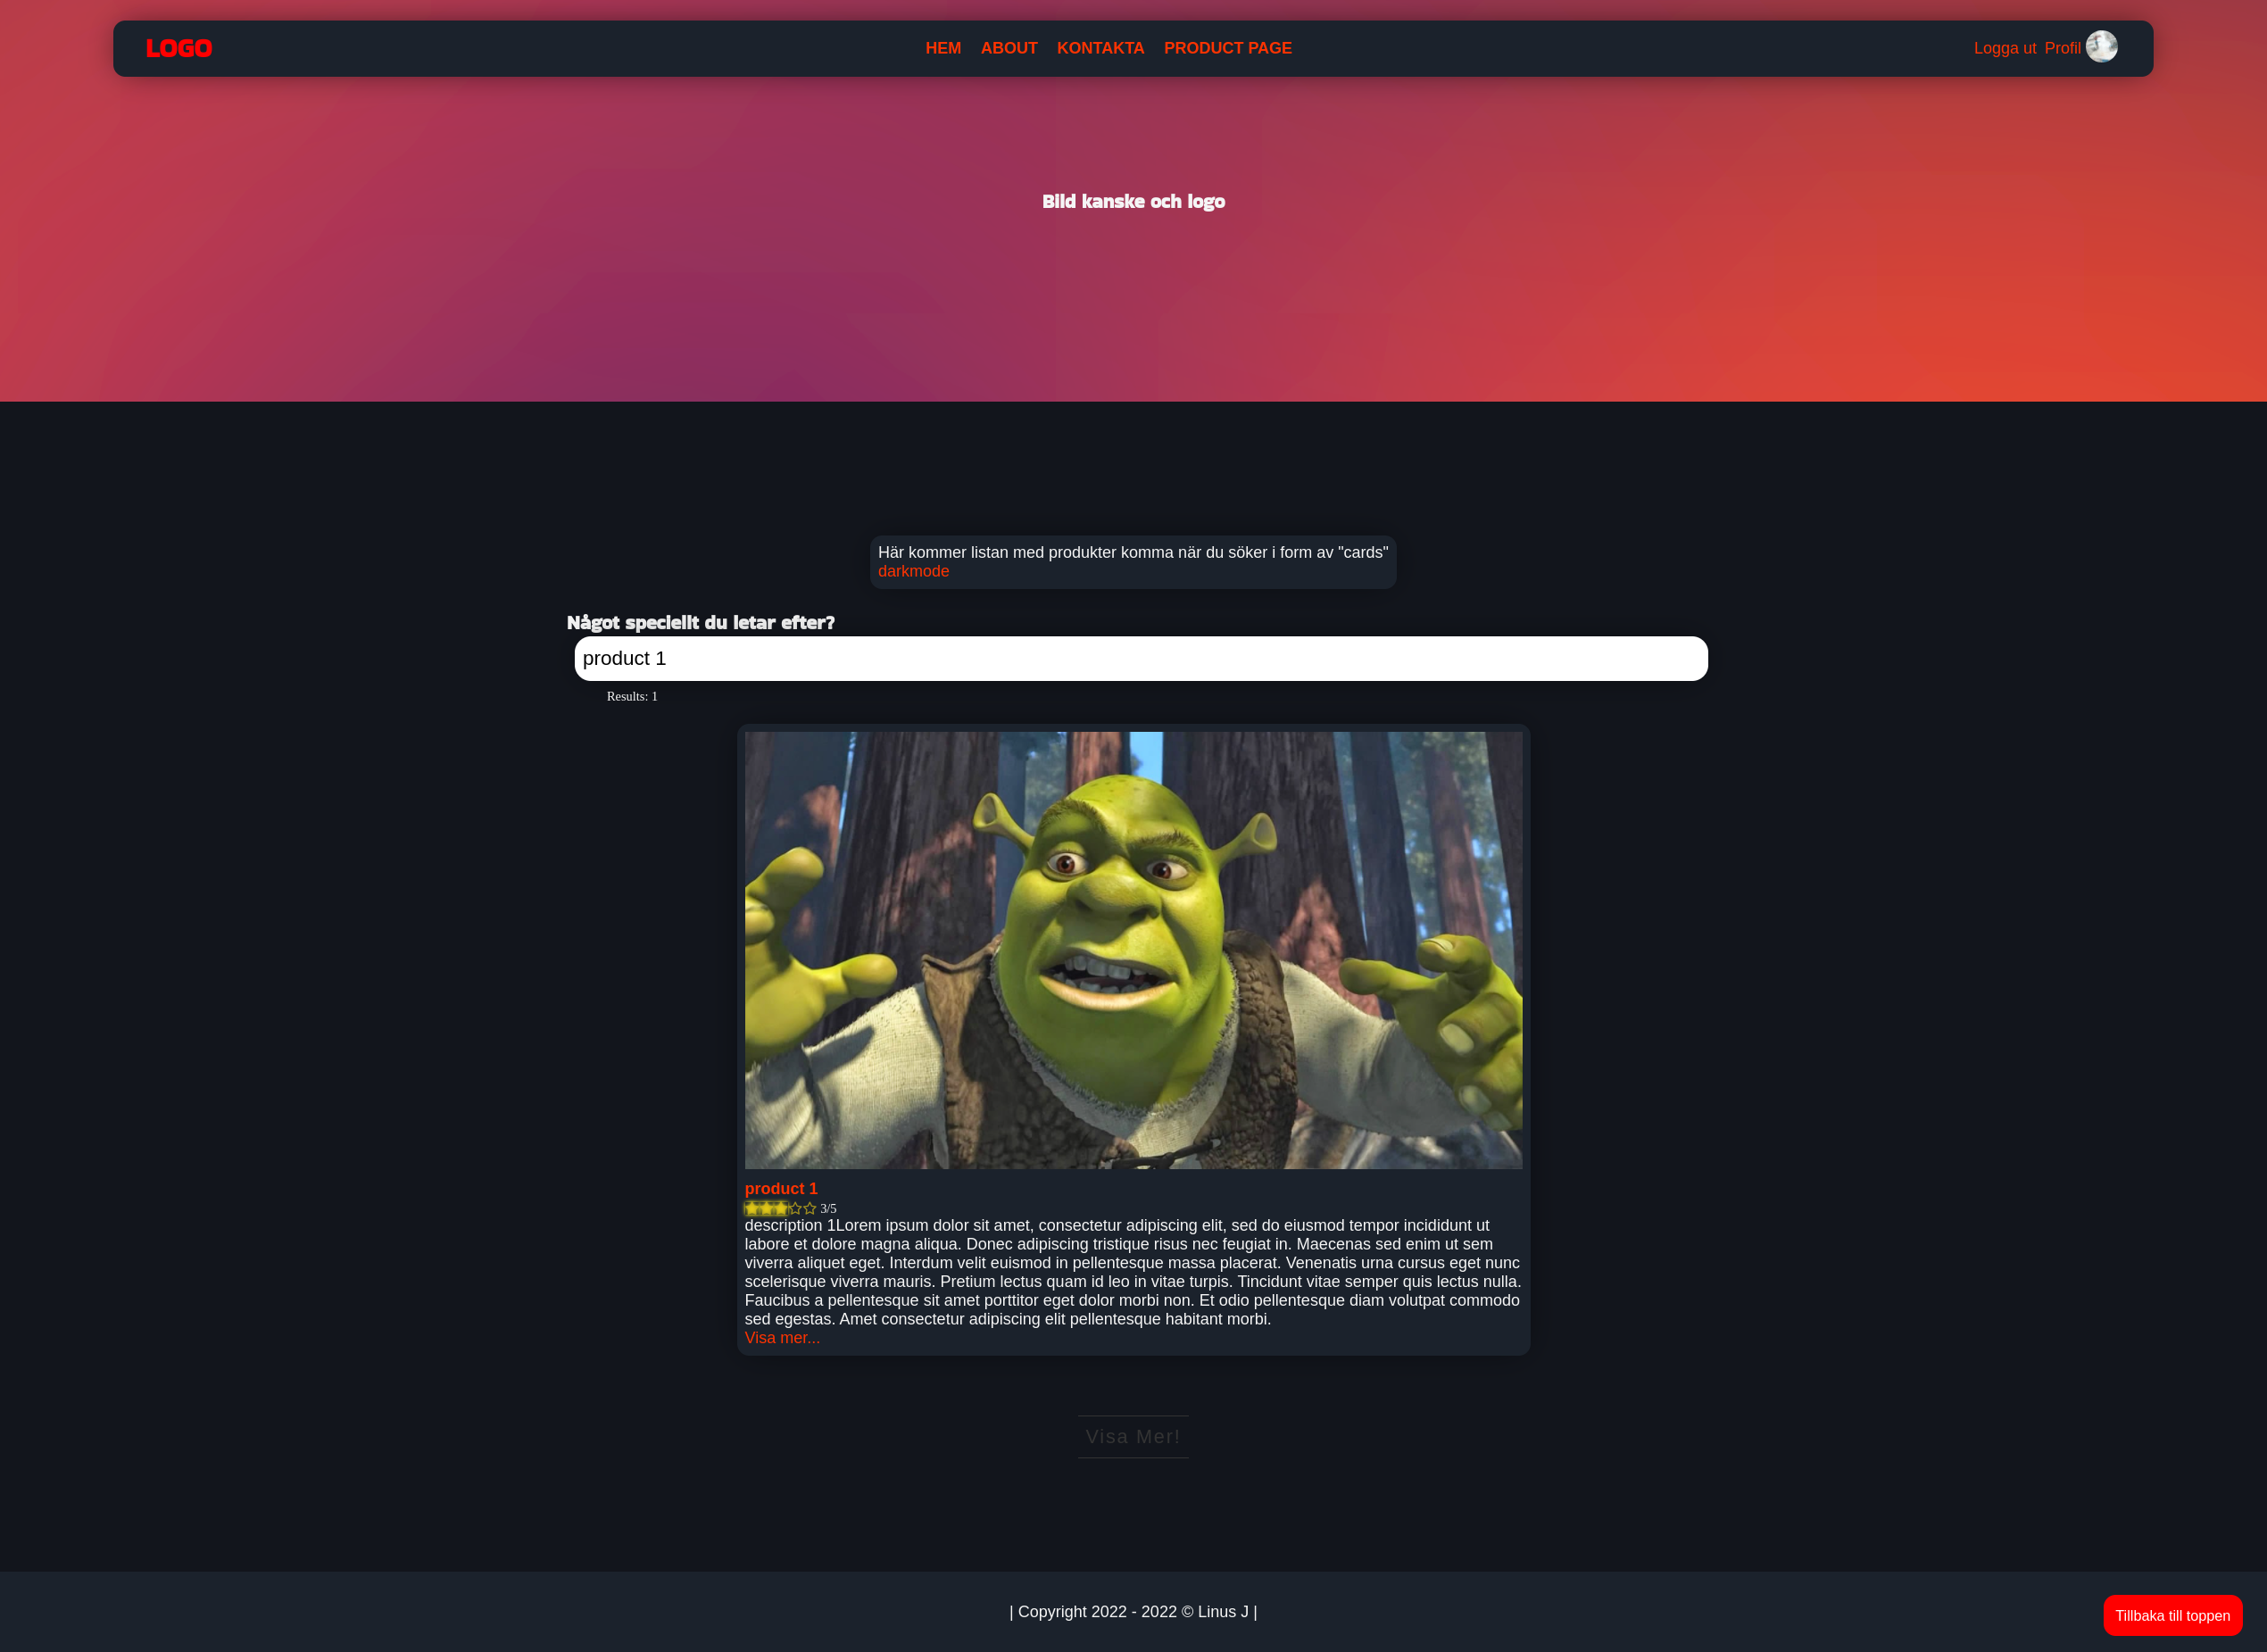 LOGO
HEM ABOUT KONTAKTA PRODUCT PAGE
Logga ut Profil
Bild kanske och logo
Här kommer listan med produkter komma när du söker i form av "cards"
darkmode
Något speciellt du letar efter?
product 1
Results: 1
product 1
3/5
description 1Lorem ipsum dolor sit amet, consectetur adipiscing elit, sed do eiusmod tempor incididunt ut
labore et dolore magna aliqua. Donec adipiscing tristique risus nec feugiat in. Maecenas sed enim ut sem
viverra aliquet eget. Interdum velit euismod in pellentesque massa placerat. Venenatis urna cursus eget nunc
scelerisque viverra mauris. Pretium lectus quam id leo in vitae turpis. Tincidunt vitae semper quis lectus nulla.
Faucibus a pellentesque sit amet porttitor eget dolor morbi non. Et odio pellentesque diam volutpat commodo
sed egestas. Amet consectetur adipiscing elit pellentesque habitant morbi.
Visa mer...
Visa Mer!
| Copyright 2022 - 2022 © Linus J |
Tillbaka till toppen